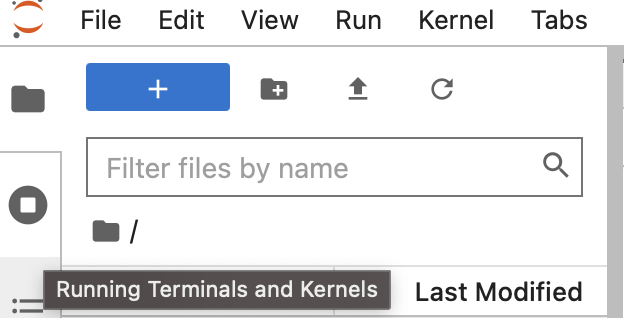 File Edit View Run Kernel Tabs
+
Filter files by name
/
Running Terminals and Kernels
Last Modified